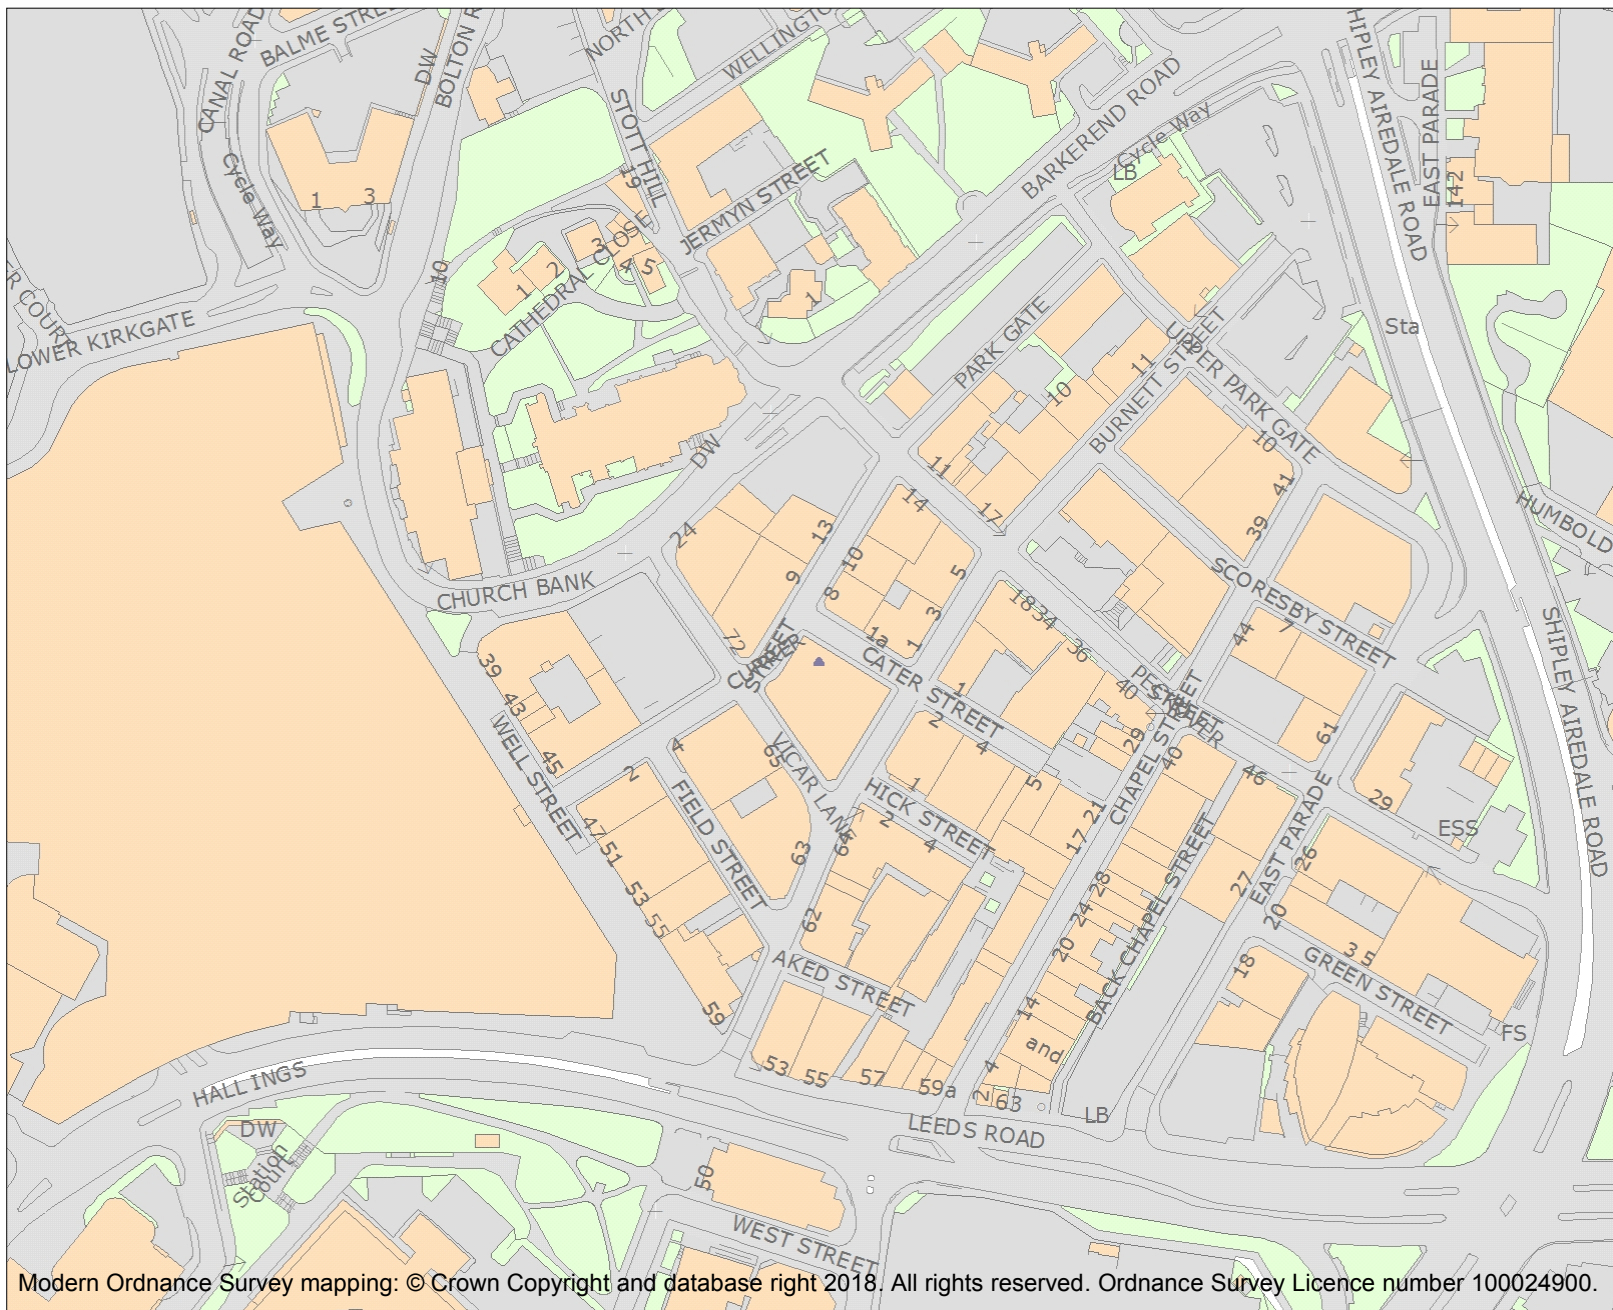 BALME STREE
CANAL ROAD
DW
BOLTON R
NORTH
WELLINGTO
STOTT HILL
19
BARKEREND ROAD
Cycle Way
LB
HIPLEY AIREDALE ROAD
EAST PARADE
142
Cycle Way
1
3
JERMYN STREET
10
CATHEDRAL CLOSE
1
2
3
4
5
1
ER COURT
LOWER KIRKGATE
PARK GATE
UPPER PARK GATE
BURNETT STREET
Sta
11
10
DW
11
17
14
10
41
39
HUMBOLD
24
13
10
9
8
5
3
1a
1
CHURCH BANK
SCORESBY STREET
7
44
18
34
36
40
72
CURRER STREET
CATER STREET
1
PECKOVER STREET
SHIPLEY AIREDALE ROAD
39
43
45
WELL STREET
2
4
65
VICAR LANE
2
4
5
1
HICK STREET
2
4
29
40
46
61
29
ESS
CHAPEL STREET
21
17
BACK CHAPEL STREET
EAST PARADE
26
27
20
47
51
53
55
59
FIELD STREET
63
64
62
AKED STREET
28
24
20
14
and
4
2
18
3
5
GREEN STREET
FS
53
55
57
59a
63
LB
HALL INGS
LEEDS ROAD
DW
Station
Court
50
WEST STREET
Modern Ordnance Survey mapping: © Crown Copyright and database right 2018. All rights reserved. Ordnance Survey Licence number 100024900.